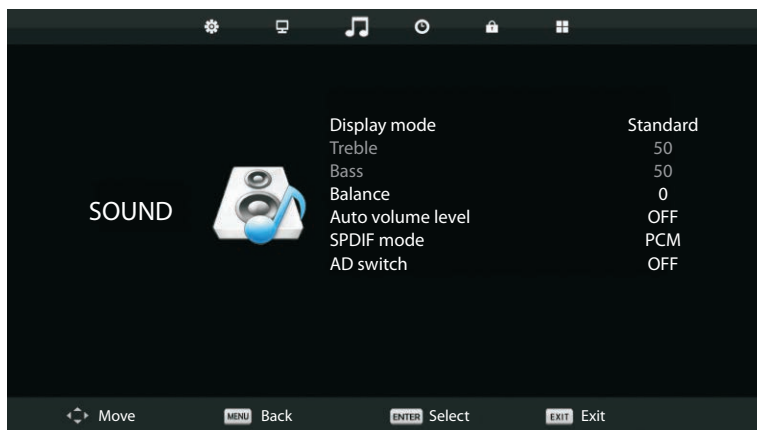 SOUND
Display mode Standard
Treble 50
Bass 50
Balance 0
Auto volume level OFF
SPDIF mode PCM
AD switch OFF
Move MENU Back ENTER Select EXIT Exit